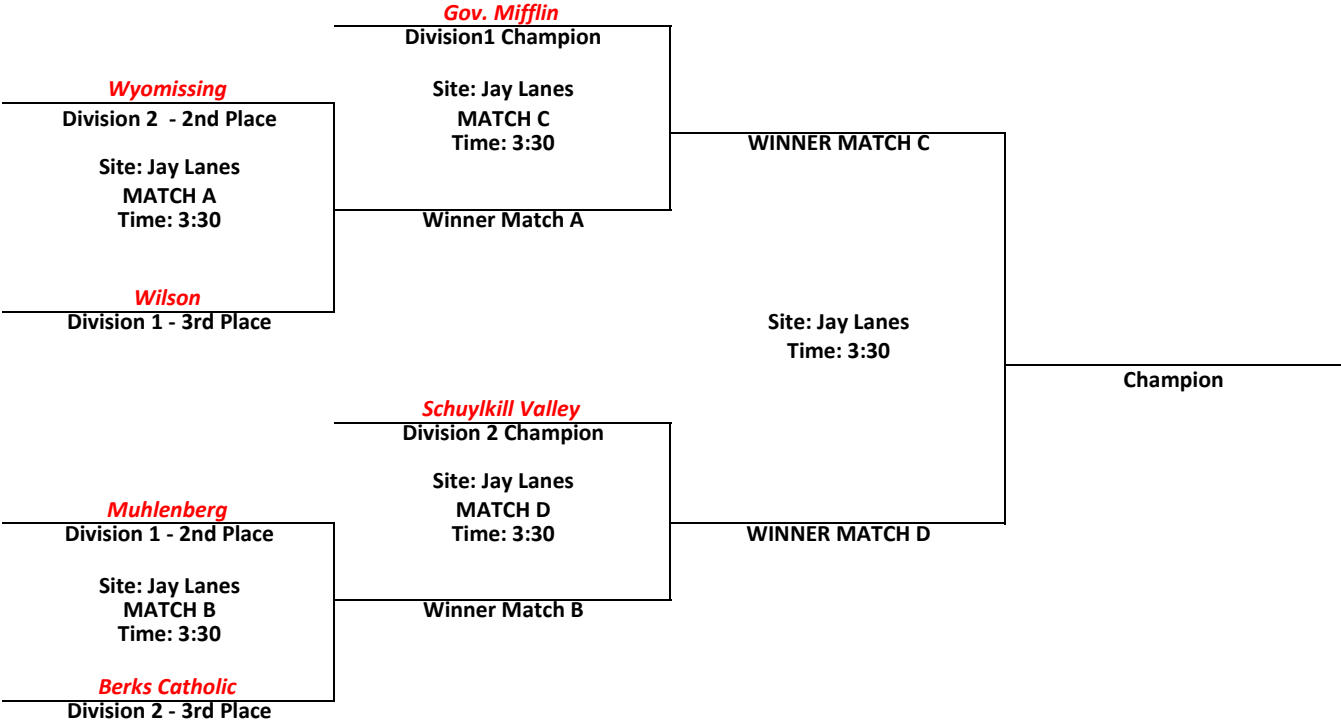 Gov. Mifflin
Division1 Champion
Wyomissing
Division 2 - 2nd Place
Site: Jay Lanes
MATCH A
Time: 3:30
Wilson
Division 1 - 3rd Place
Site: Jay Lanes
MATCH C
Time: 3:30
Winner Match A
WINNER MATCH C
Site: Jay Lanes
Time: 3:30
Champion
Schuylkill Valley
Division 2 Champion
Site: Jay Lanes
MATCH D
Time: 3:30
WINNER MATCH D
Muhlenberg
Division 1 - 2nd Place
Site: Jay Lanes
MATCH B
Time: 3:30
Winner Match B
Berks Catholic
Division 2 - 3rd Place